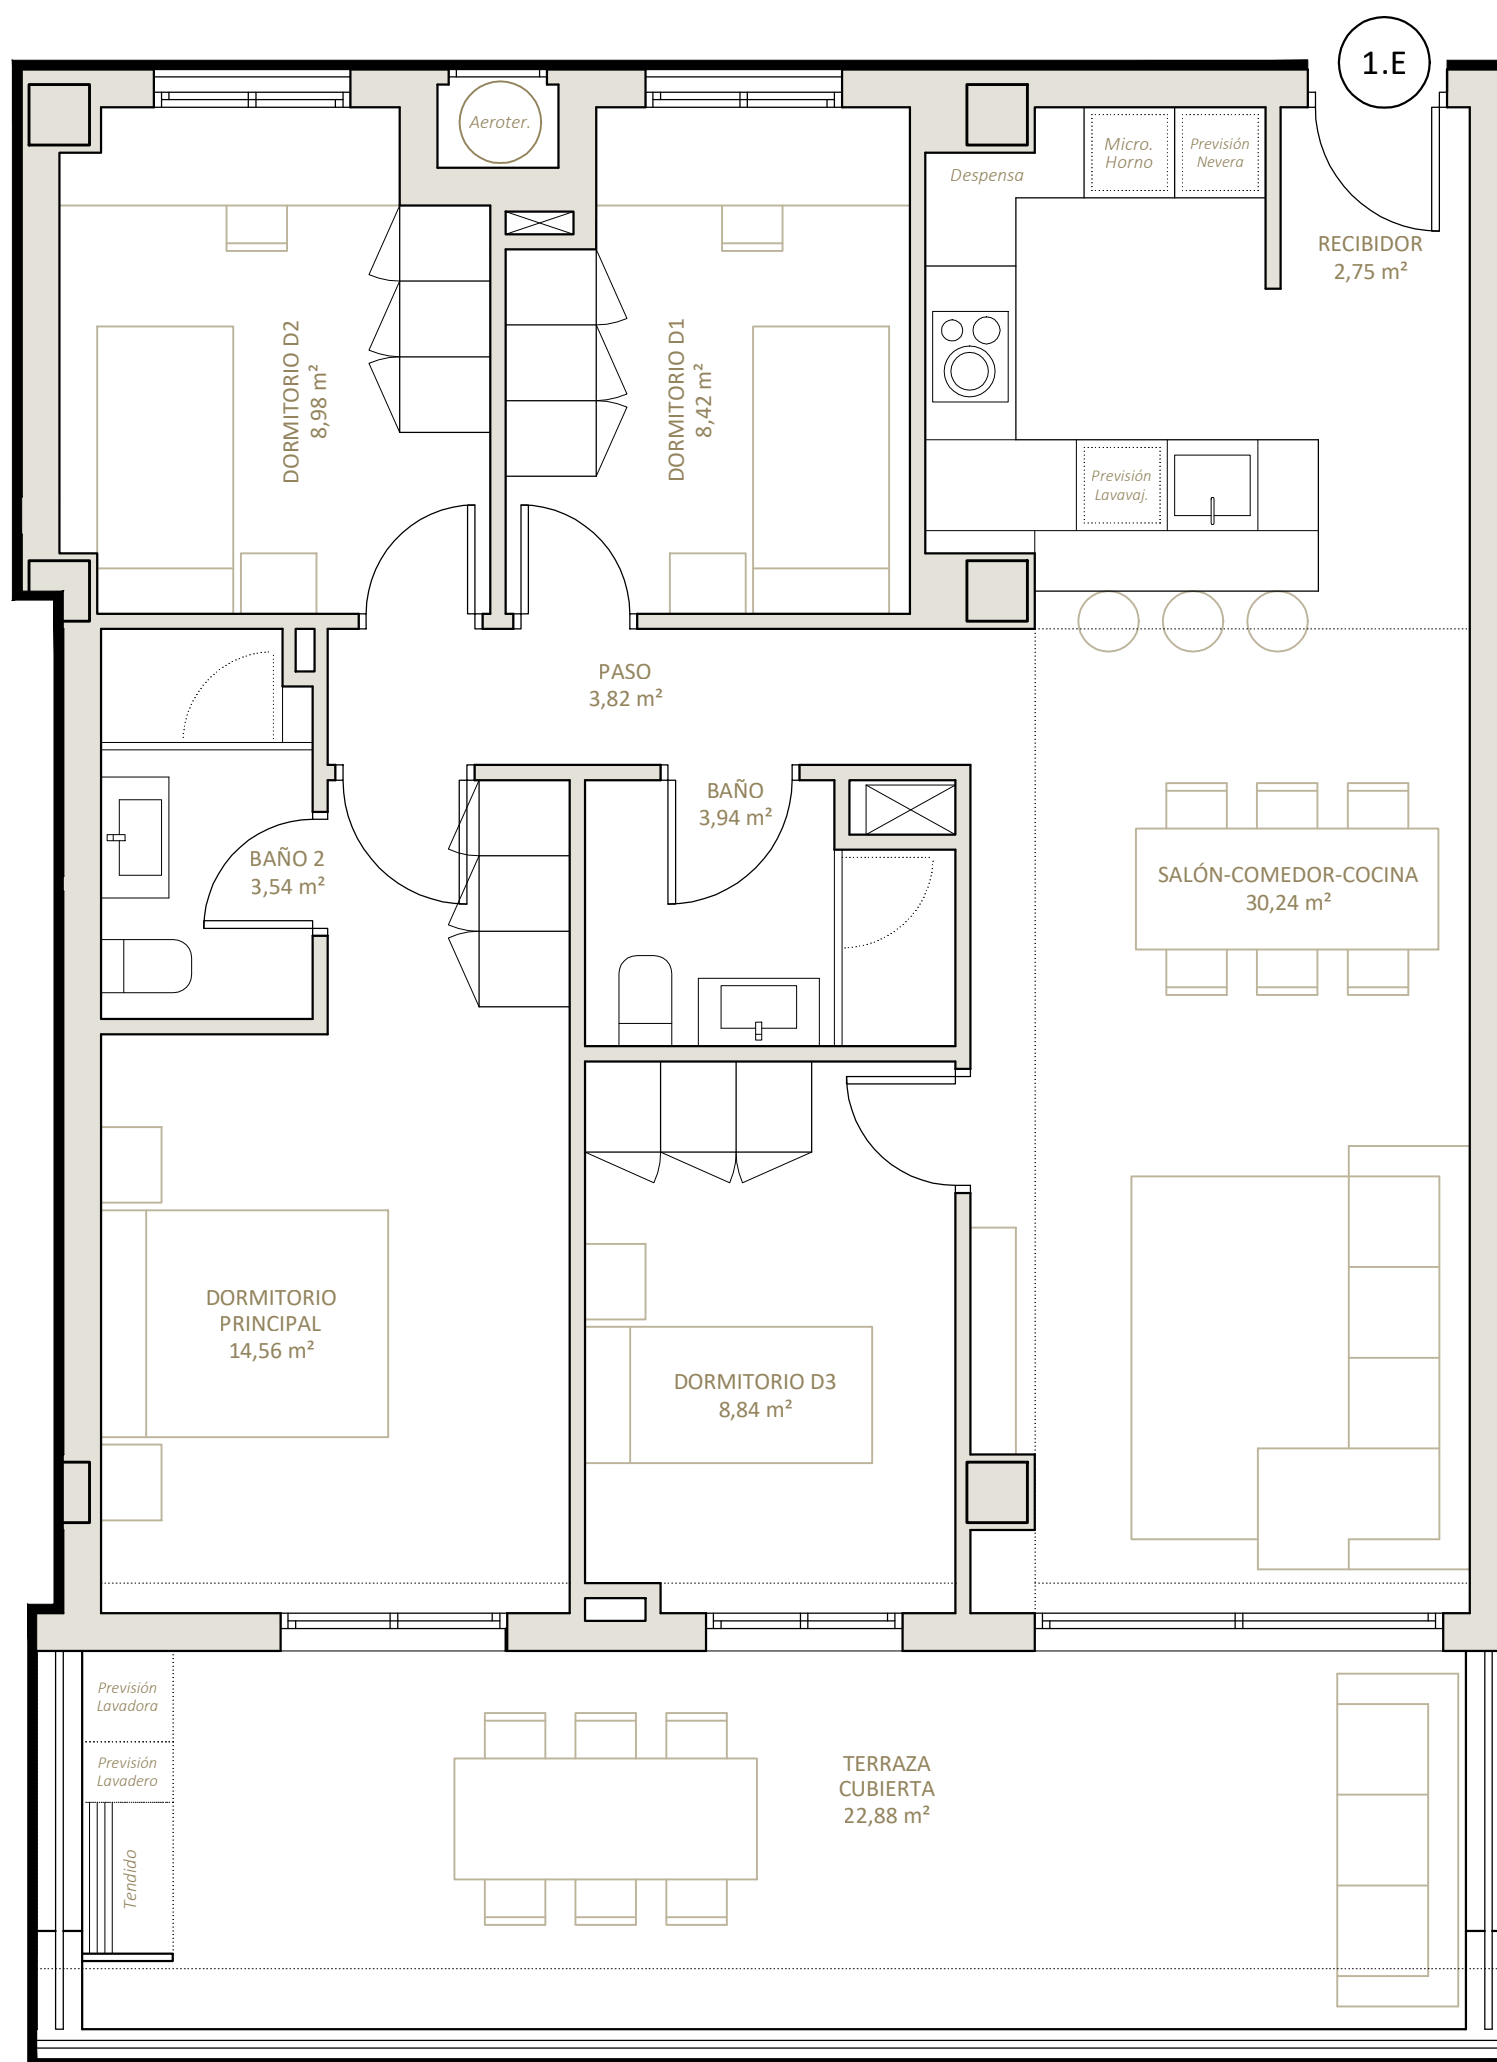 1.E
Aeroter.
Micro.
Horno
Previsión
Nevera
Despensa
RECIBIDOR
2,75 m²
DORMITORIO D2
8,98 m²
DORMITORIO D1
8,42 m²
Previsión
Lavavaj.
PASO
3,82 m²
BAÑO
3,94 m²
BAÑO 2
3,54 m²
SALÓN-COMEDOR-COCINA
30,24 m²
DORMITORIO
PRINCIPAL
14,56 m²
DORMITORIO D3
8,84 m²
Previsión
Lavadora
Previsión
Lavadero
Tendido
TERRAZA
CUBIERTA
22,88 m²